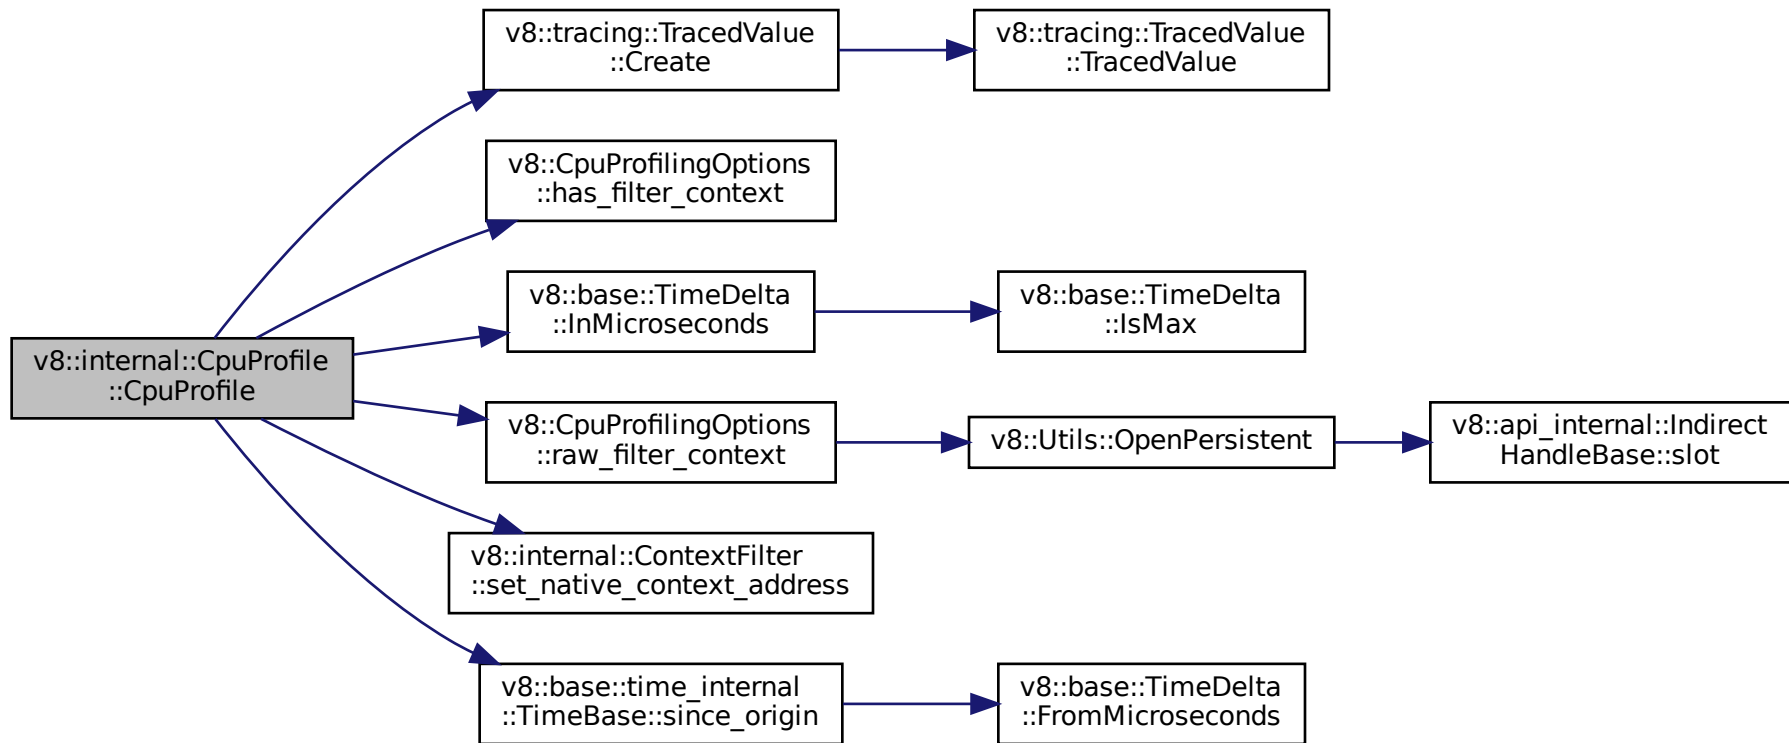 v8::tracing::TracedValue
::Create
v8::tracing::TracedValue
::TracedValue
v8::CpuProfilingOptions
::has_filter_context
v8::base::TimeDelta
::InMicroseconds
v8::base::TimeDelta
::IsMax
v8::internal::CpuProfile
::CpuProfile
v8::CpuProfilingOptions
::raw_filter_context
v8::Utils::OpenPersistent
v8::api_internal::Indirect
HandleBase::slot
v8::internal::ContextFilter
::set_native_context_address
v8::base::time_internal
::TimeBase::since_origin
v8::base::TimeDelta
::FromMicroseconds